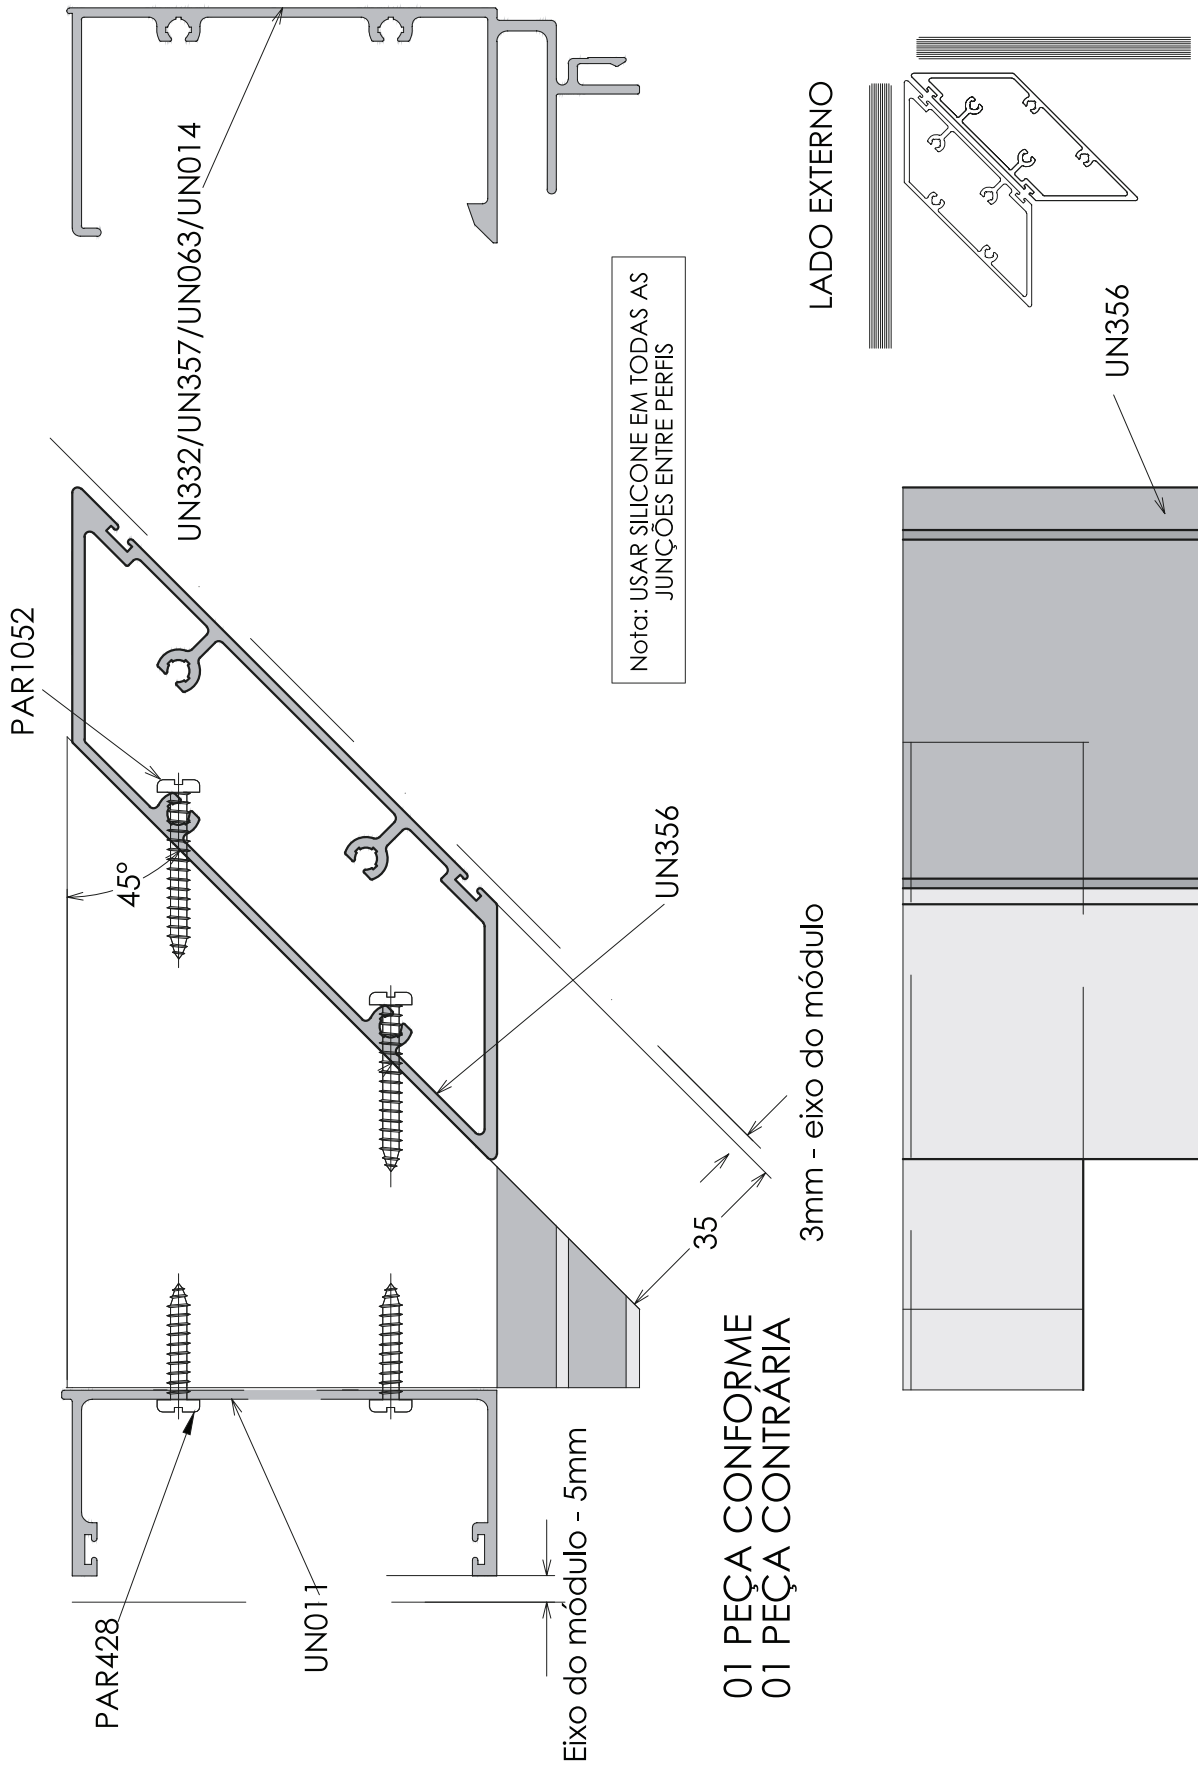 PAR428
UN011
Eixo do módulo - 5mm
01 PEÇA CONFORME
01 PEÇA CONTRÁRIA
PAR1052
45°
UN356
35
3mm - eixo do módulo
UN332/UN357/UN063/UN014
Nota: USAR SILICONE EM TODAS AS
JUNÇÕES ENTRE PERFIS
LADO EXTERNO
UN356